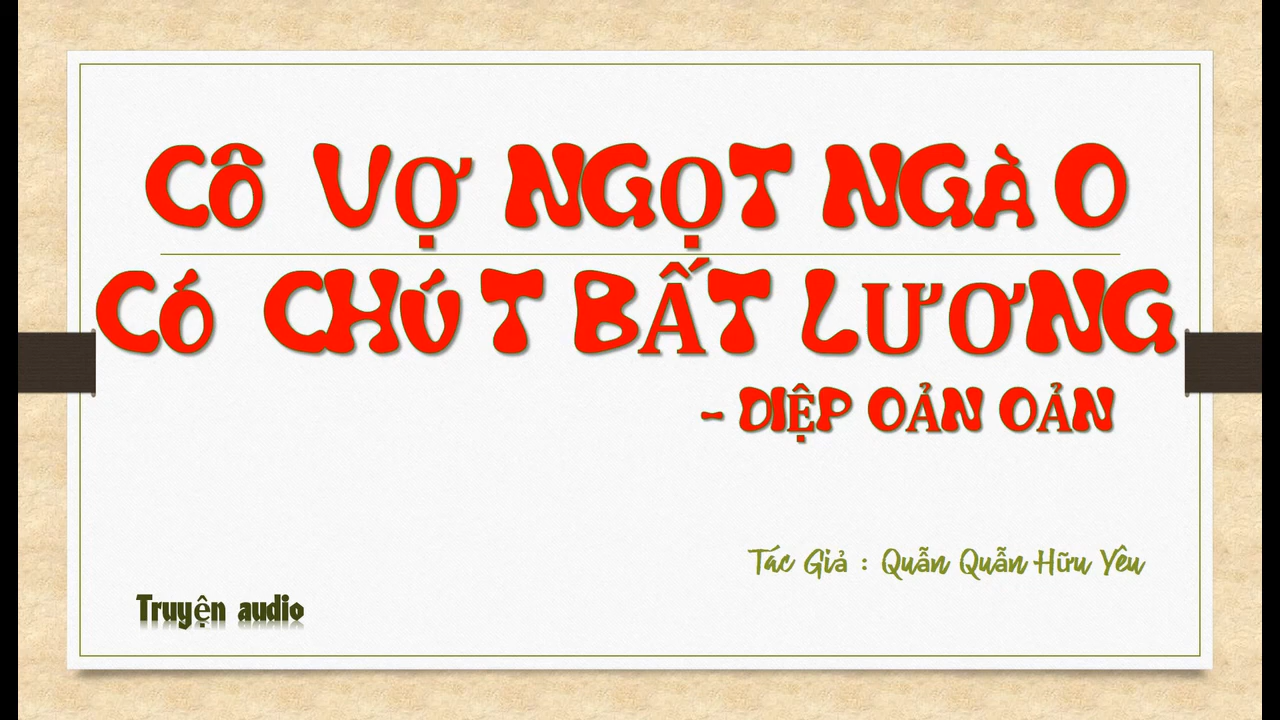 CÔ VỢ NGỌT NGÀO
CÓ CHÚT BẤT LƯƠNG
- DIỆP OẢN OẢN
Tác Giả : Quẫn Quẫn Hữu Yêu
Truyện audio